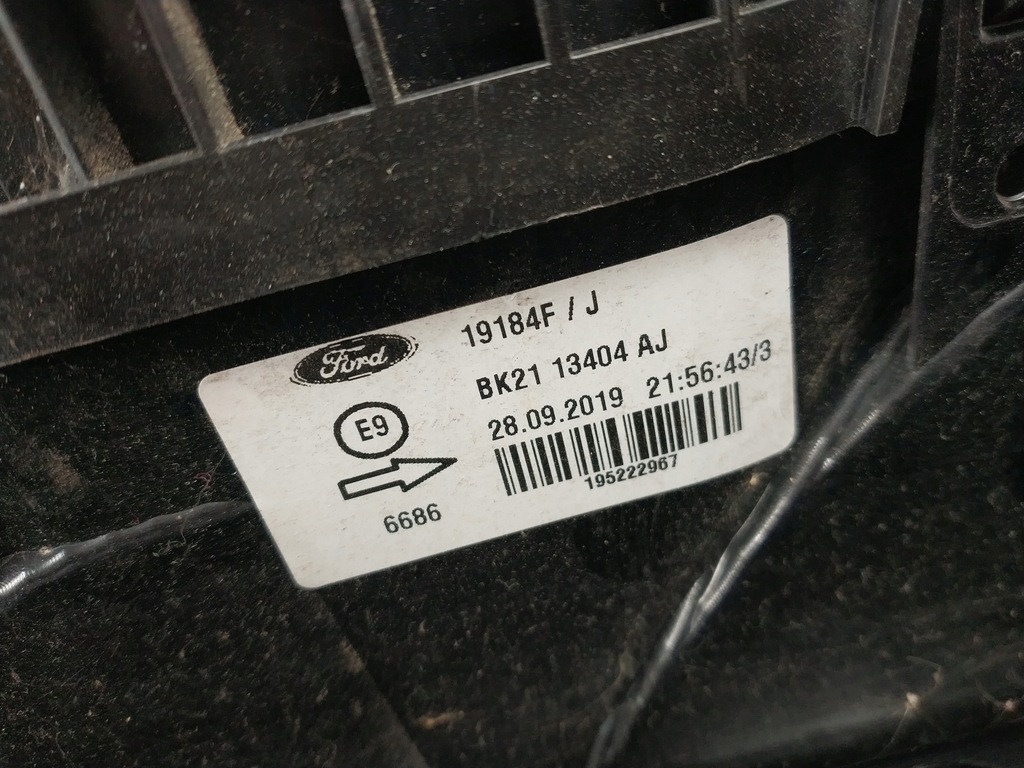 Ford
19184F / J
BK21 13404 AJ
28.09.2019 21:56:43/3
E9
195222967
6686